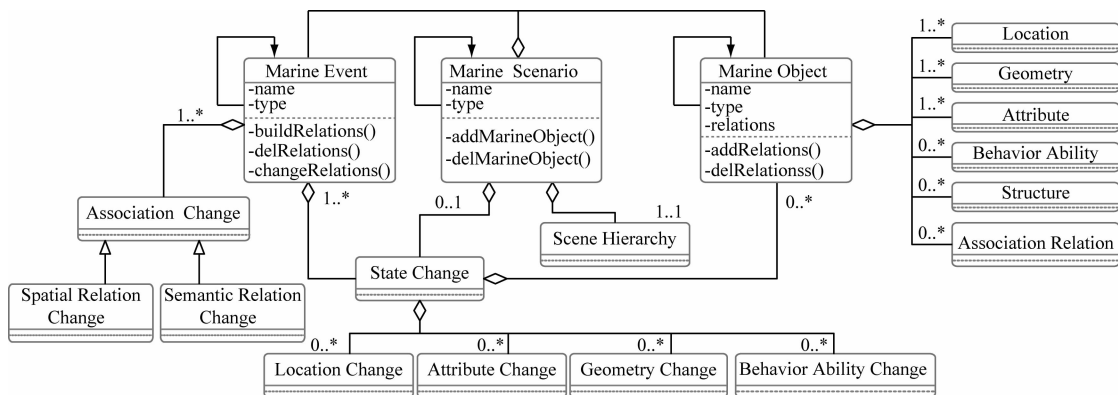 Marine Event
-name
-type
-buildRelations()
-delRelations()
-changeRelations()
Marine Scenario
-name
-type
-addMarineObject()
-delMarineObject()
Marine Object
-name
-type
-relations
-addRelations()
-delRelationss()
1..*
Location
1..*
Geometry
1..*
Attribute
0..*
Behavior Ability
0..*
Structure
0..*
Association Relation
1..*
Association Change
1..*
0..1
1..1
0..*
Scene Hierarchy
State Change
Spatial Relation
Change
Semantic Relation
Change
0..*
0..*
0..*
0..*
Location Change
Attribute Change
Geometry Change
Behavior Ability Change